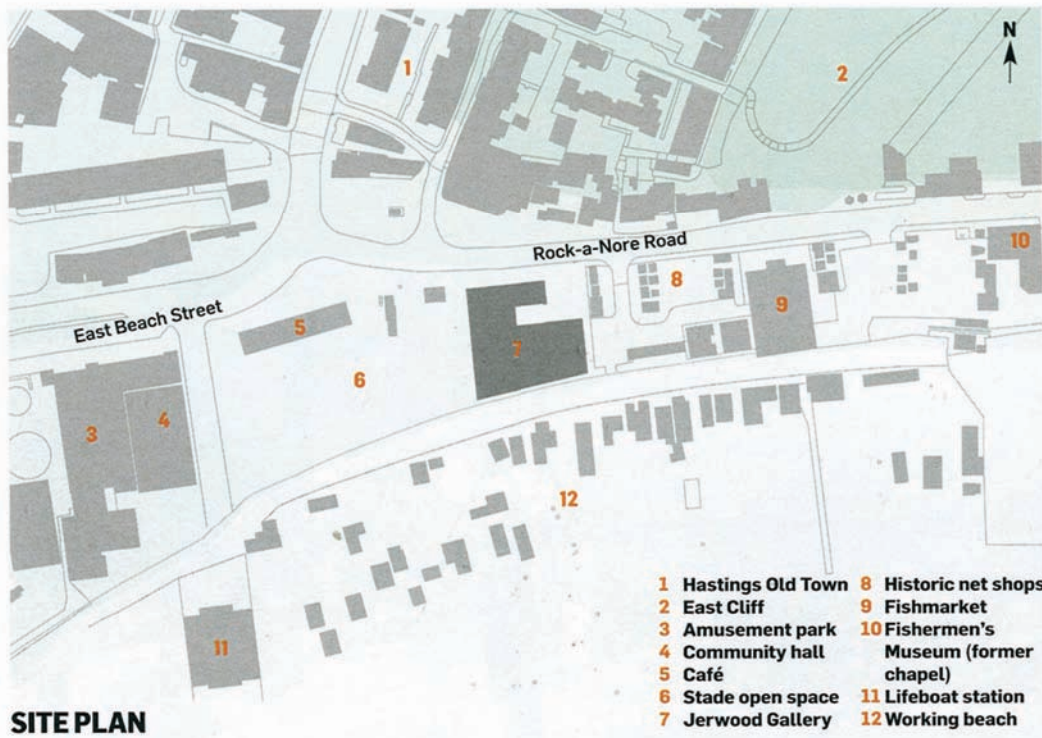 N
1
2
Rock-a-Nore Road
10
8
9
East Beach Street
5
7
6
4
3
12
11
1 Hastings Old Town
2 East Cliff
3 Amusement park
4 Community hall
5 Café
6 Stade open space
7 Jerwood Gallery
8 Historic net shops
9 Fishmarket
10 Fishermen's
Museum (former
chapel)
11 Lifeboat station
12 Working beach
SITE PLAN